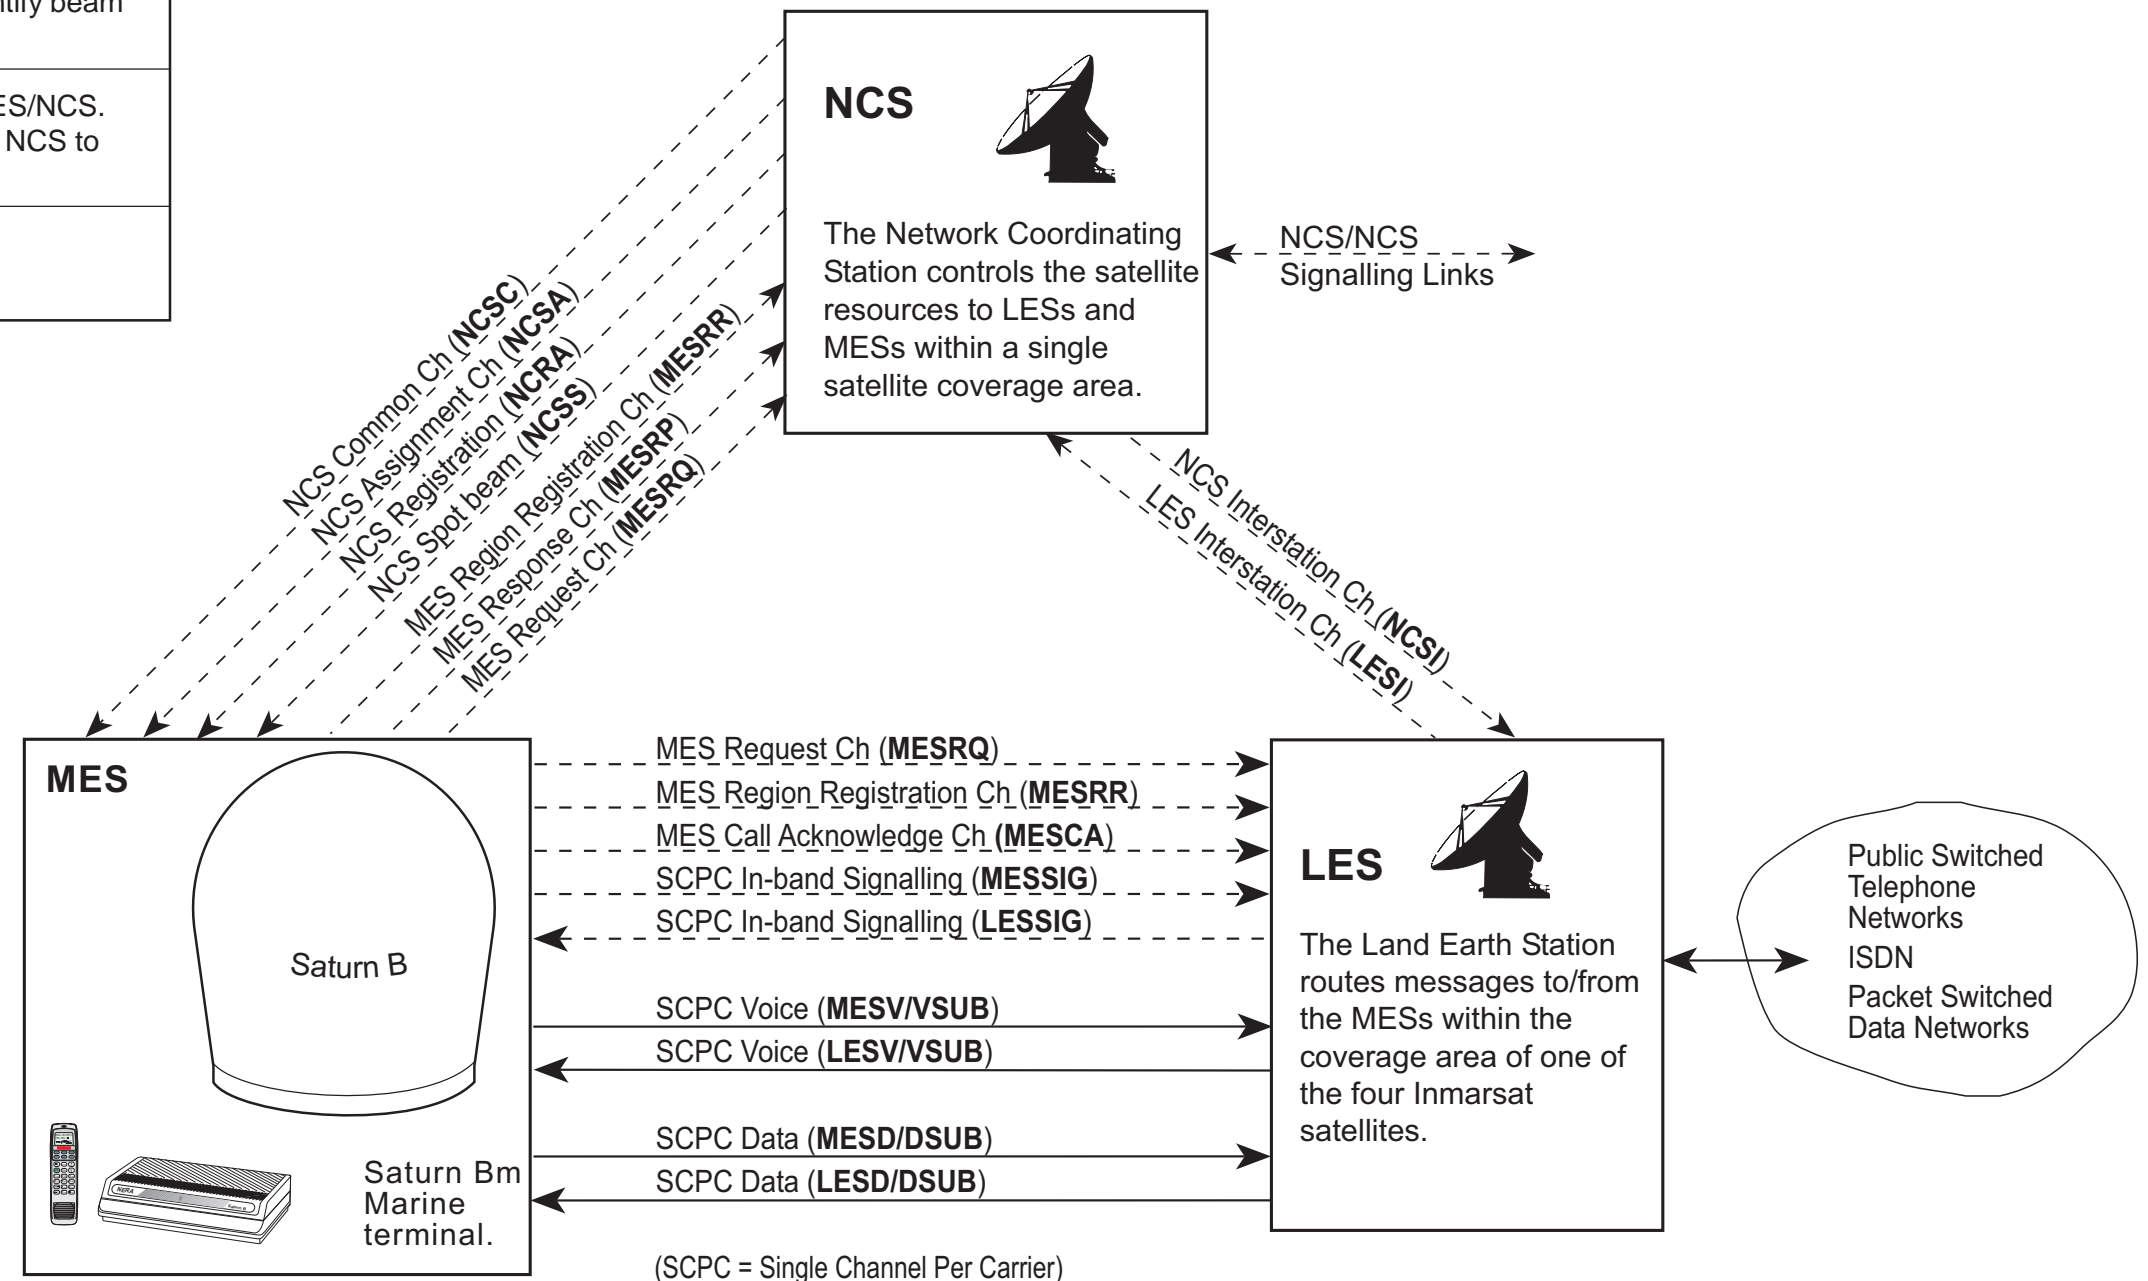 beam
ES/NCS.
NCS to
NCS
The Network Coordinating
Station controls the satellite
resources to LESs and
MESs within a single
satellite coverage area.
NCS/NCS
Signalling Links
NCS Common Ch (NCSC)
NCS Assignment Ch (NCSA)
NCS Registration (NCRA)
NCS Spot beam (NCSS)
MES Region Registration Ch (MESRR)
MES Response Ch (MESRP)
MES Request Ch (MESRQ)
NCS Interstation Ch (NCSI)
LES Interstation Ch (LESI)
MES
Saturn B
NERA
Saturn B
Saturn Bm
Marine
terminal.
MES Request Ch (MESRQ)
MES Region Registration Ch (MESRR)
MES Call Acknowledge Ch (MESCA)
SCPC In-band Signalling (MESSIG)
SCPC In-band Signalling (LESSIG)
SCPC Voice (MESV/VSUB)
SCPC Voice (LESV/VSUB)
SCPC Data (MESD/DSUB)
SCPC Data (LESD/DSUB)
(SCPC = Single Channel Per Carrier)
LES
The Land Earth Station
routes messages to/from
the MESs within the
coverage area of one of
the four Inmarsat
satellites.
Public Switched
Telephone
Networks
ISDN
Packet Switched
Data Networks